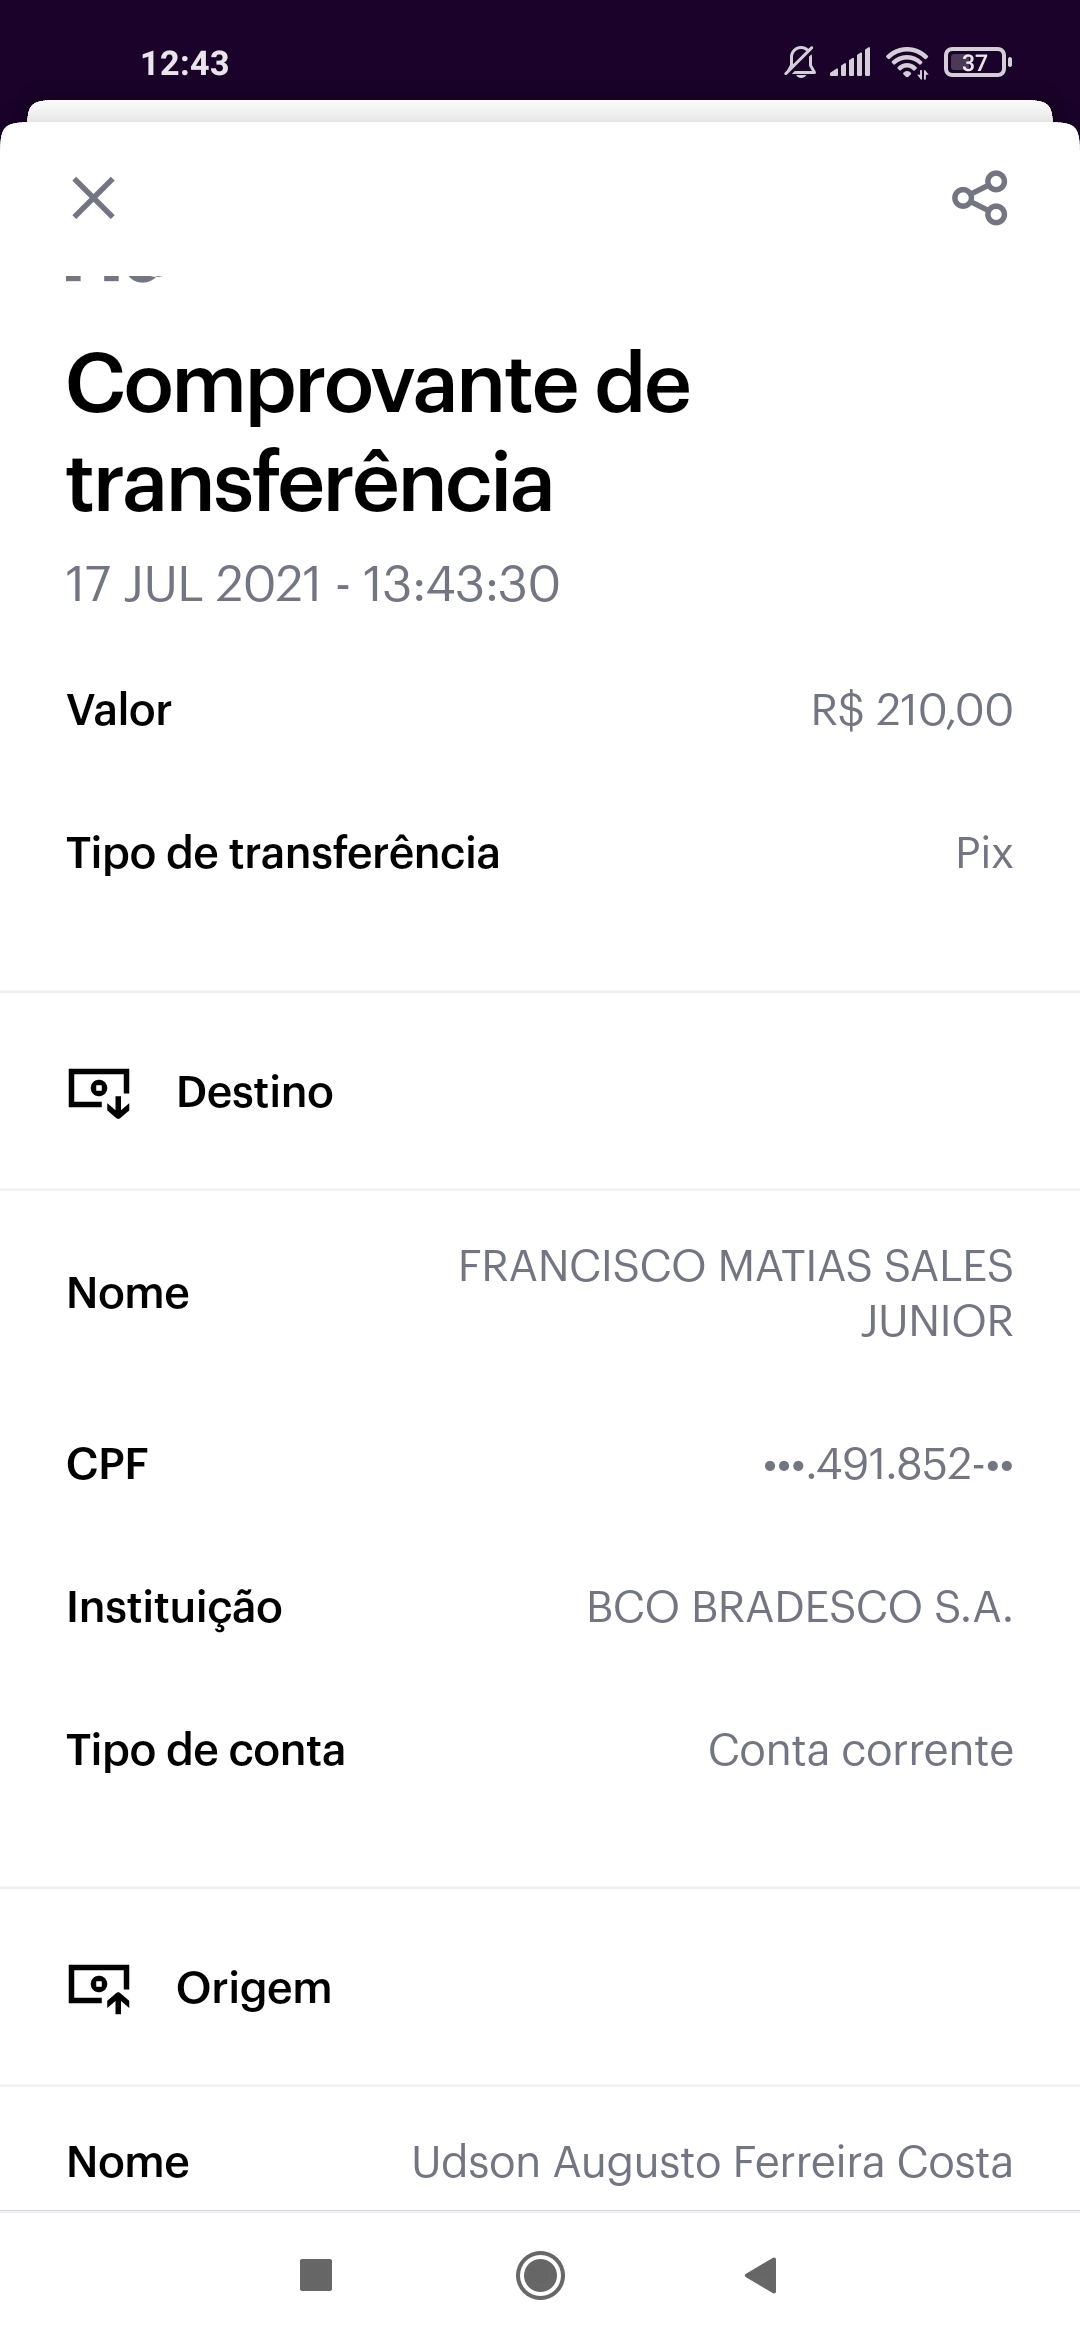 12:43
37
Comprovante de
transferência
17 JUL 2021 - 13:43:30
Valor R$ 210,00
Tipo de transferência Pix
Destino
Nome FRANCISCO MATIAS SALES
JUNIOR
CPF •••.491.852-••
Instituição BCO BRADESCO S.A.
Tipo de conta Conta corrente
Origem
Nome Udson Augusto Ferreira Costa